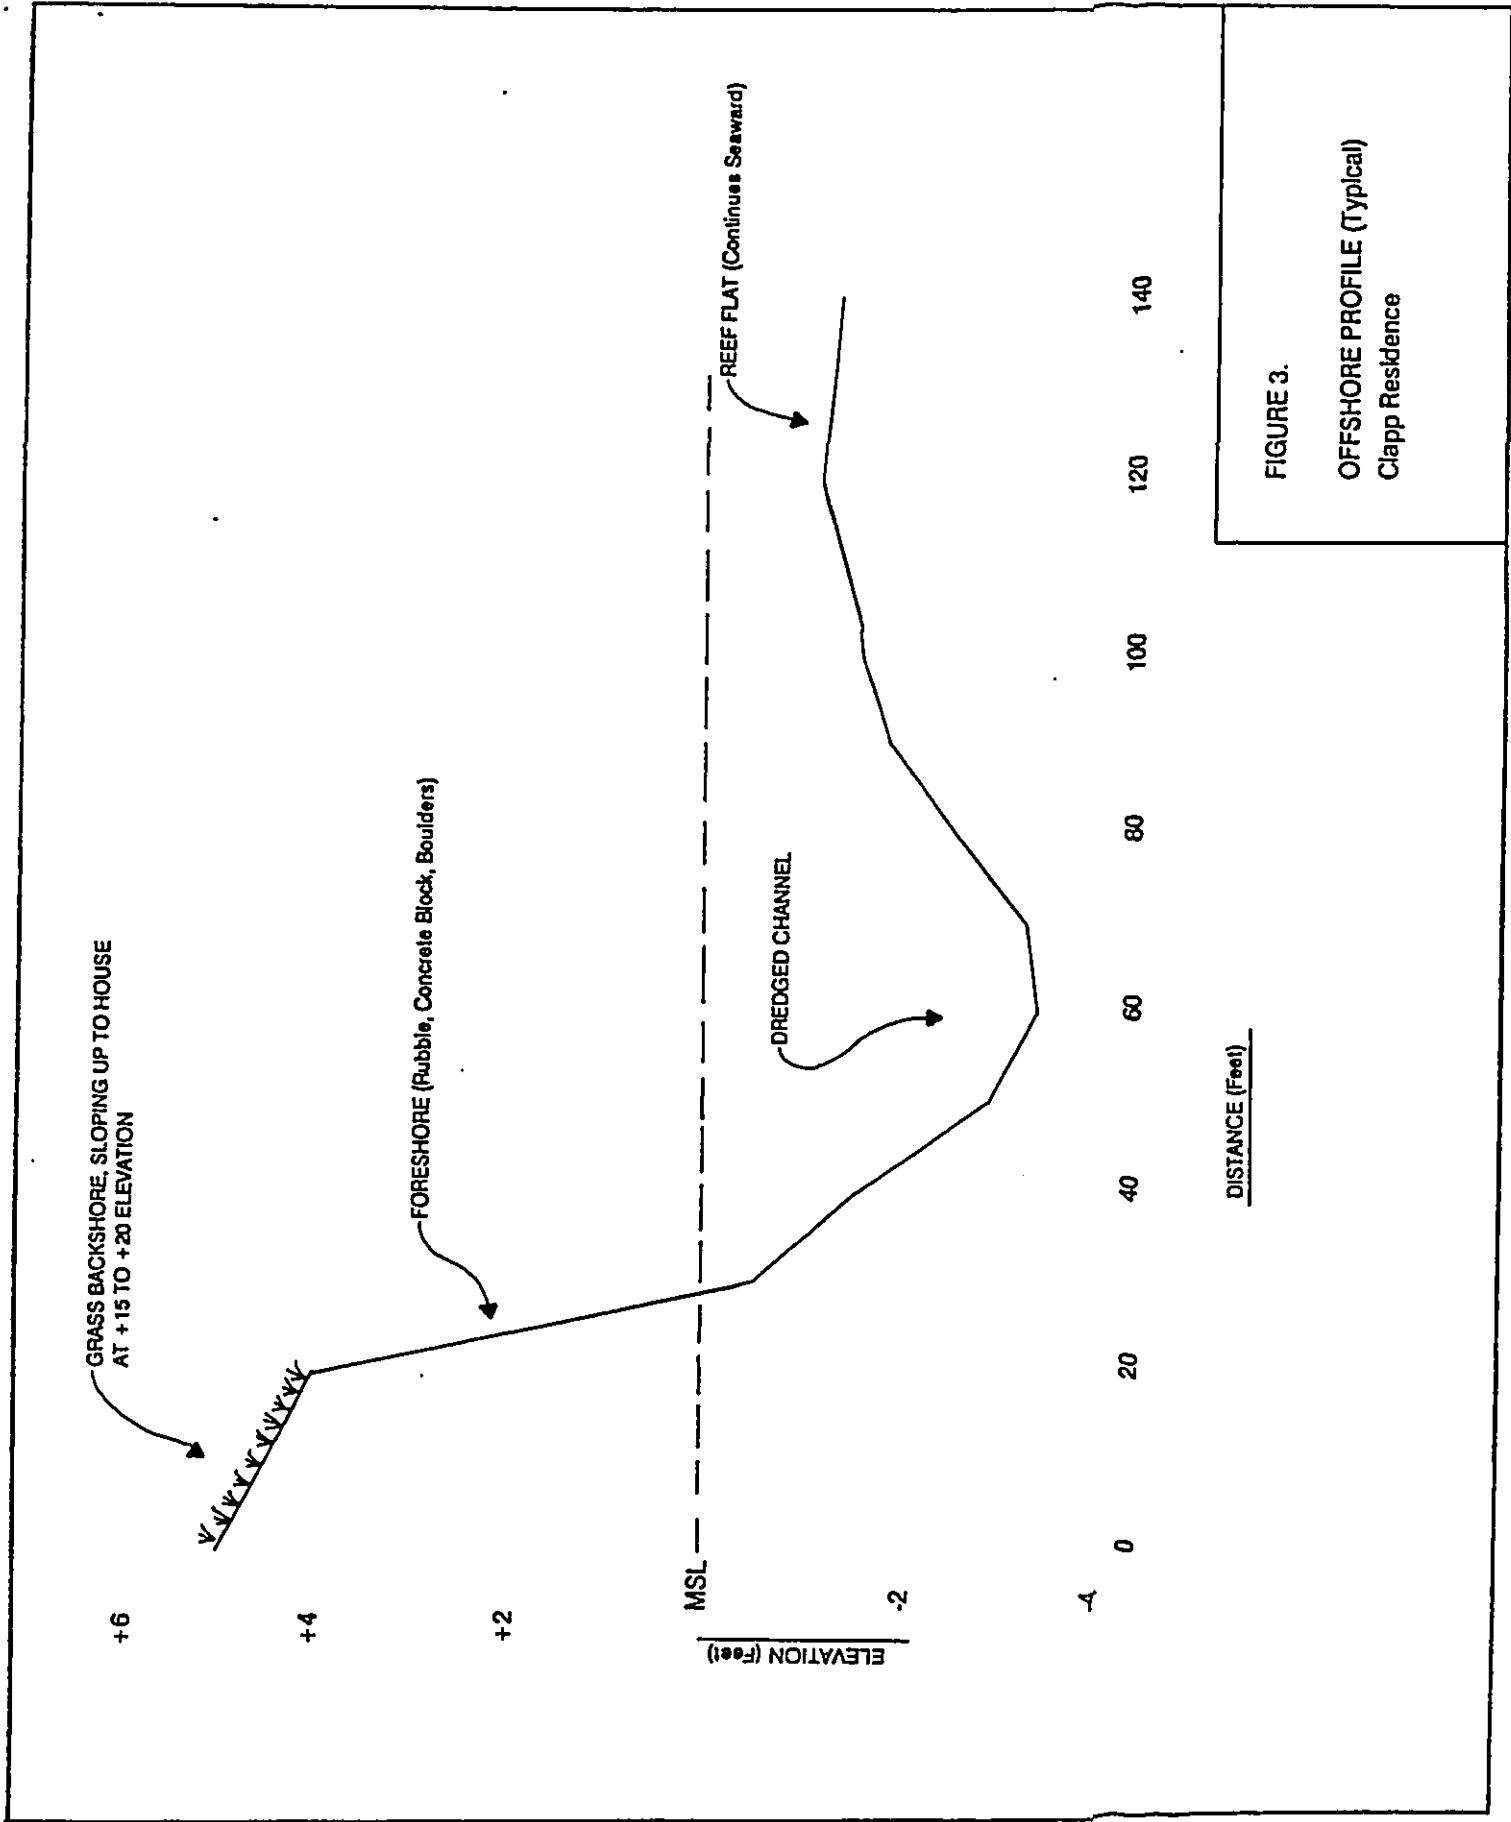 GRASS BACKSHORE, SLOPING UP TO HOUSE
AT +15 TO +20 ELEVATION
FORESHORE (Rubble, Concrete Block, Boulders)
REEF FLAT (Continues Seaward)
DREDGED CHANNEL
+6
+4
+2
MSL
-2
-4
ELEVATION (Feet)
0
20
40
60
80
100
120
140
DISTANCE (Feet)
FIGURE 3.
OFFSHORE PROFILE (Typical)
Clapp Residence